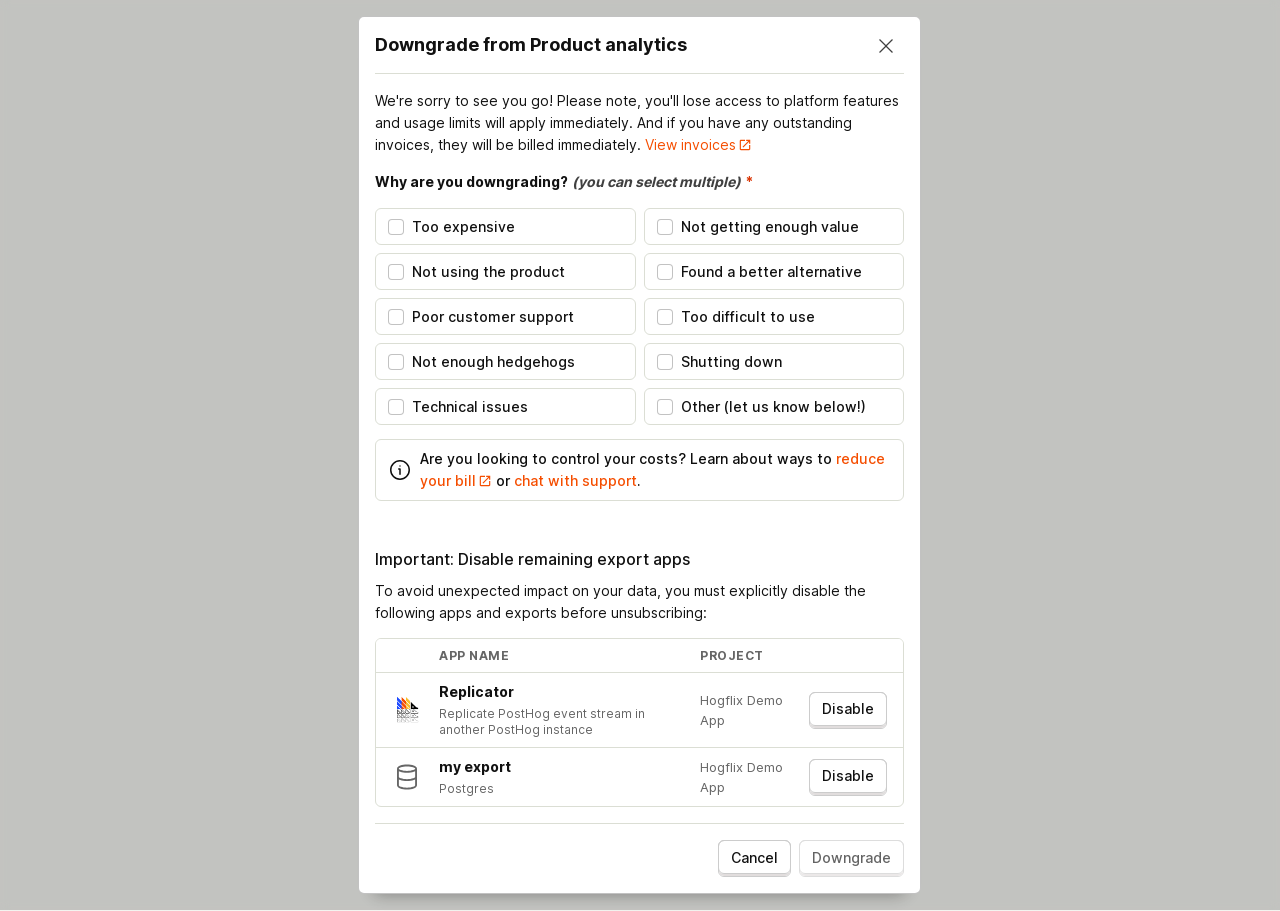 Downgrade from Product analytics
We're sorry to see you go! Please note, you'll lose access to platform features
and usage limits will apply immediately. And if you have any outstanding
invoices, they will be billed immediately. View invoices
Why are you downgrading? (you can select multiple) *
Too expensive
Not getting enough value
Not using the product
Found a better alternative
Poor customer support
Too difficult to use
Not enough hedgehogs
Shutting down
Technical issues
Other (let us know below!)
Are you looking to control your costs? Learn about ways to reduce
your bill or chat with support.
Important: Disable remaining export apps
To avoid unexpected impact on your data, you must explicitly disable the
following apps and exports before unsubscribing:
APP NAME PROJECT
Replicator
Replicate PostHog event stream in
another PostHog instance
Hogflix Demo
App
Disable
my export
Postgres
Hogflix Demo
App
Disable
Cancel
Downgrade